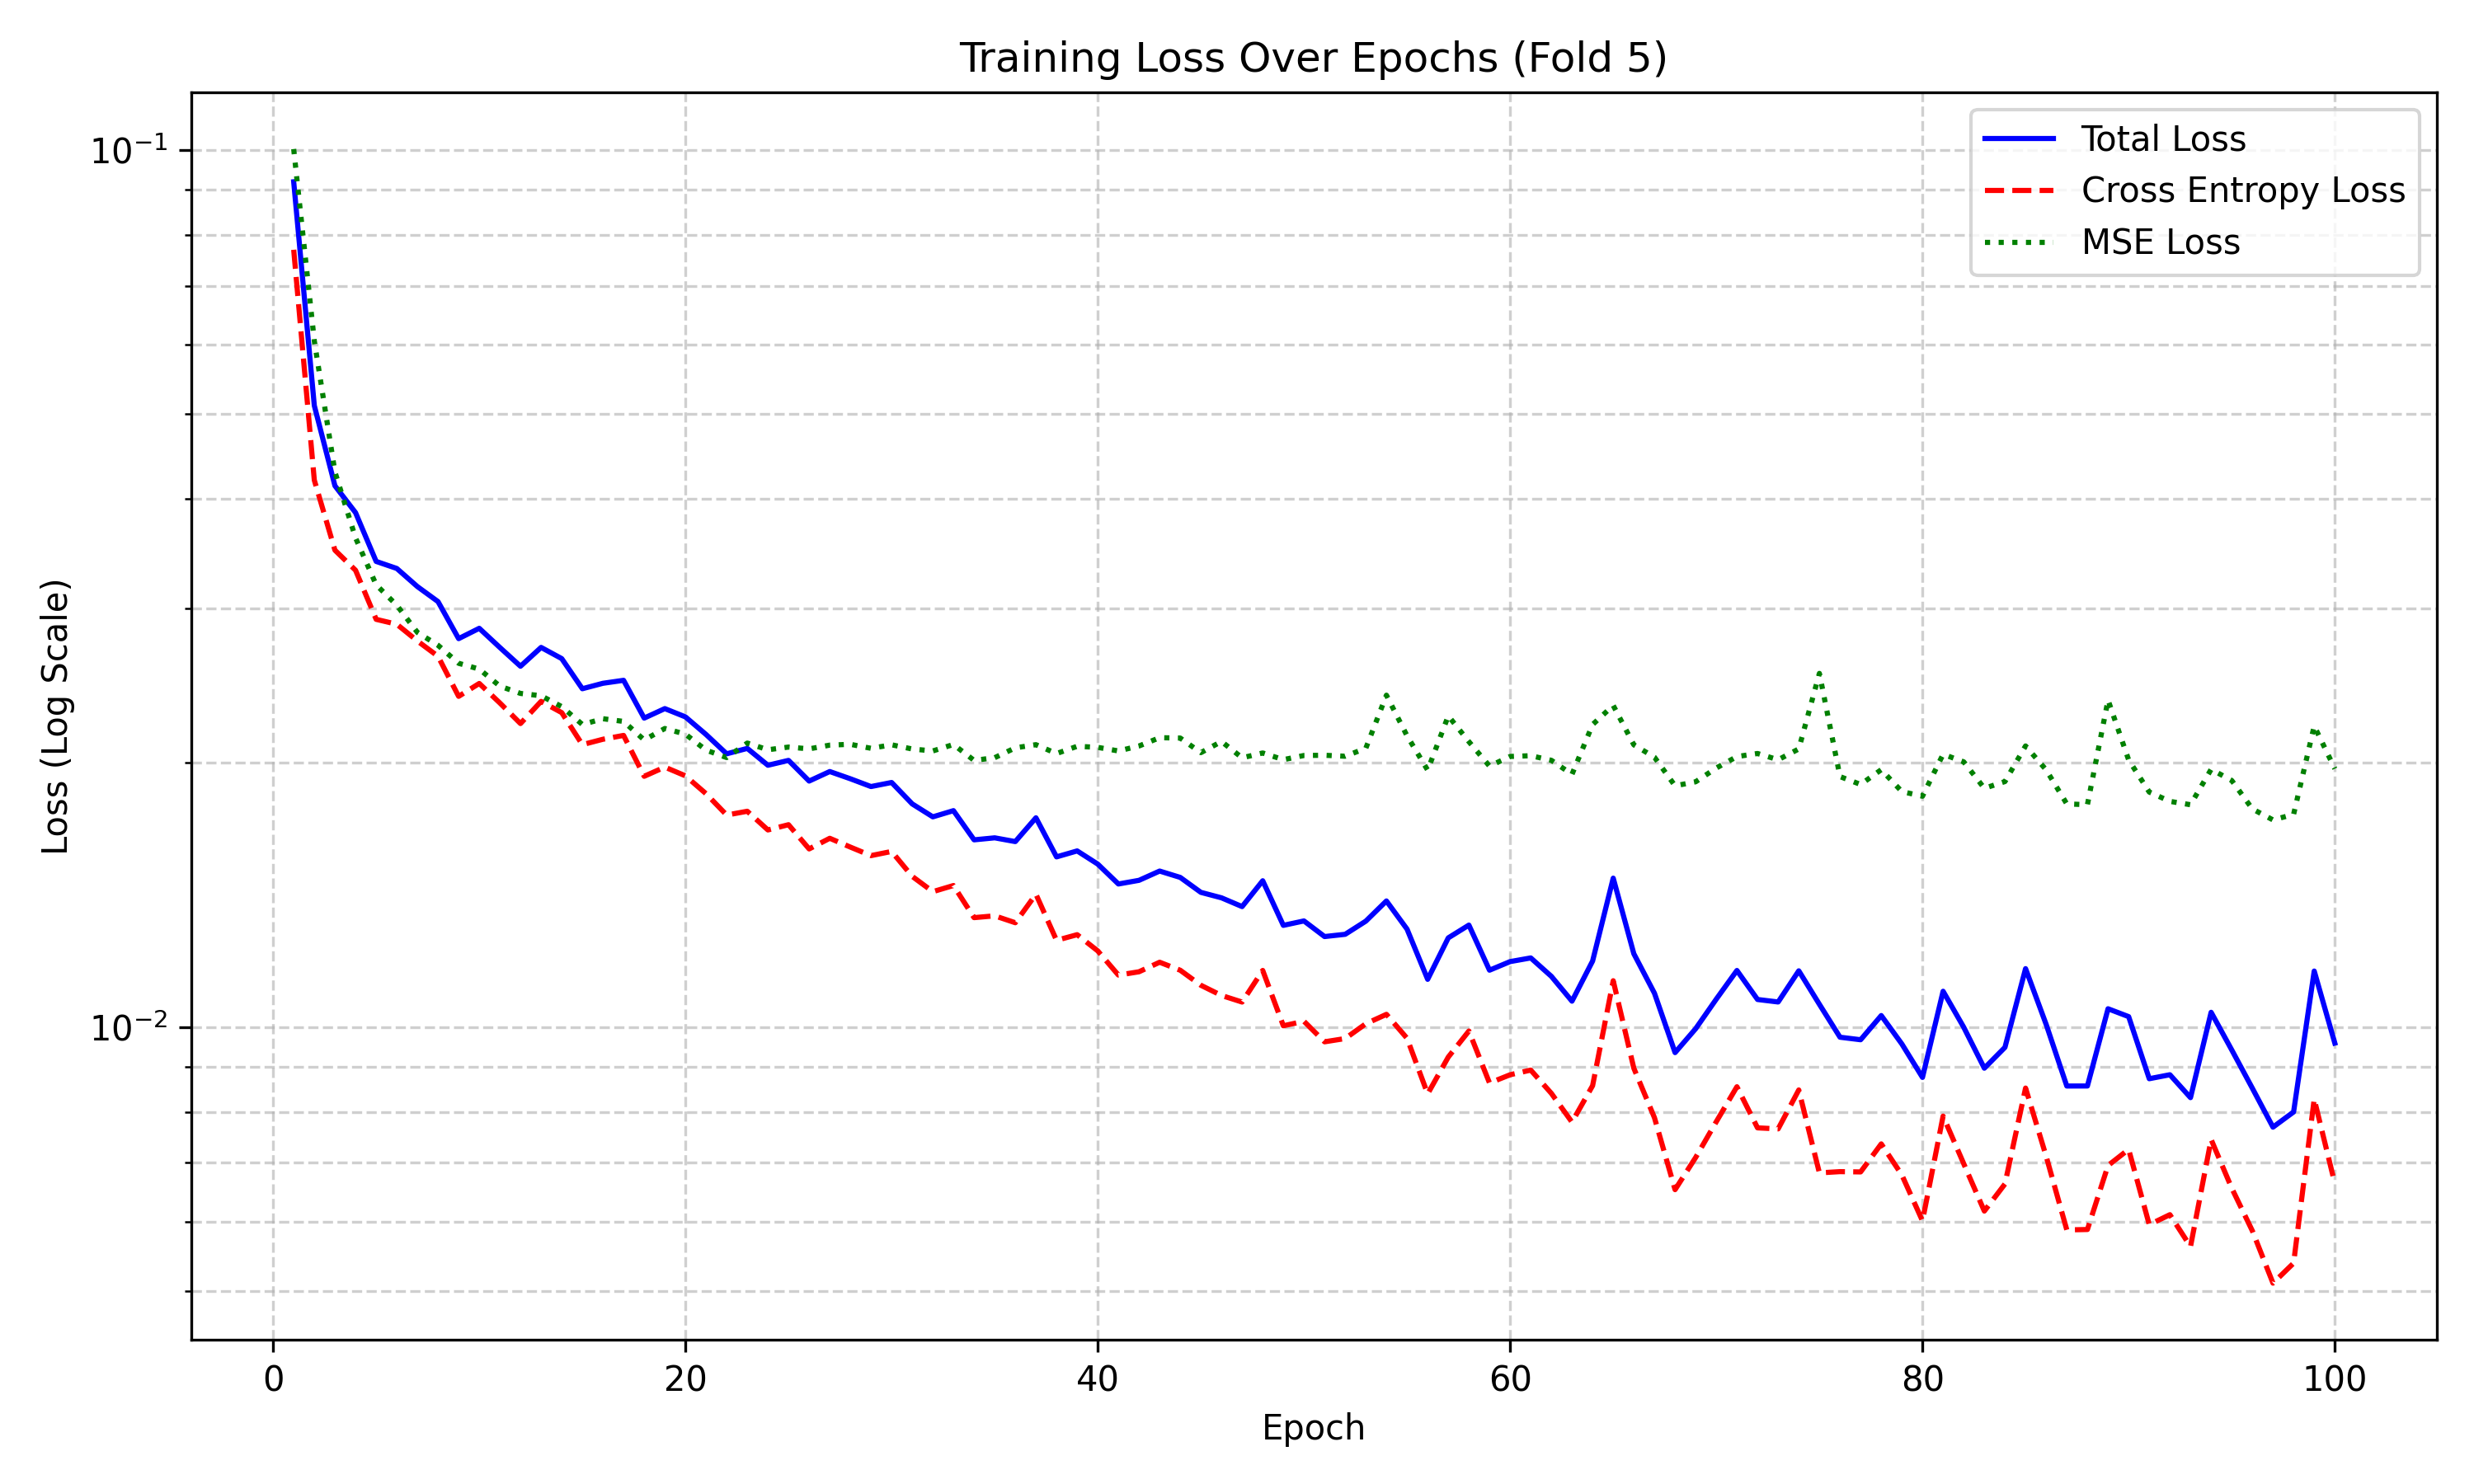 Training Loss Over Epochs (Fold 5)
Total Loss
Cross Entropy Loss
MSE Loss
Loss (Log Scale)
10⁻¹
10⁻²
0 20 40 60 80 100
Epoch